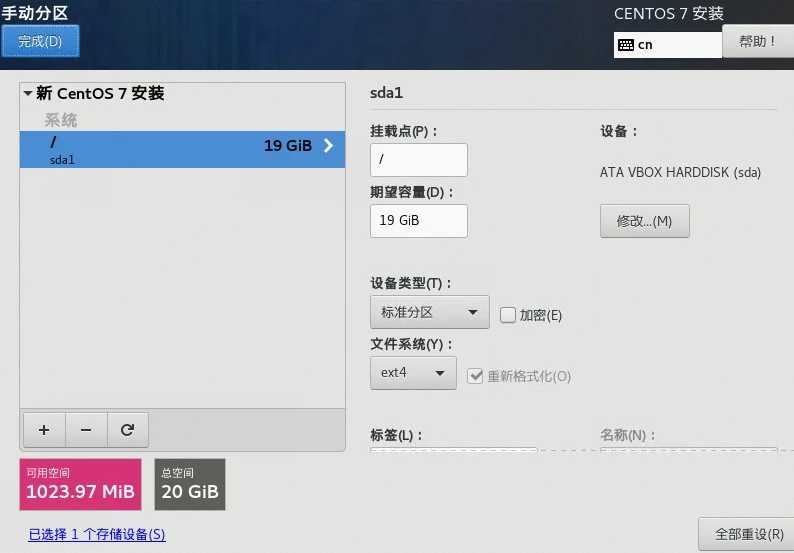 手动分区
CENTOS 7 安装
完成(D)
cn
帮助！
新 CentOS 7 安装
系统
/
19 GiB
sda1
sda1
挂载点(P)：
/
设备：
ATA VBOX HARDDISK (sda)
期望容量(D)：
19 GiB
修改...(M)
设备类型(T)：
标准分区
加密(E)
文件系统(Y)：
ext4
重新格式化(O)
标签(L)：
名称(N)：
+
−
可用空间
1023.97 MiB
总空间
20 GiB
已选择 1 个存储设备(S)
全部重设(R)